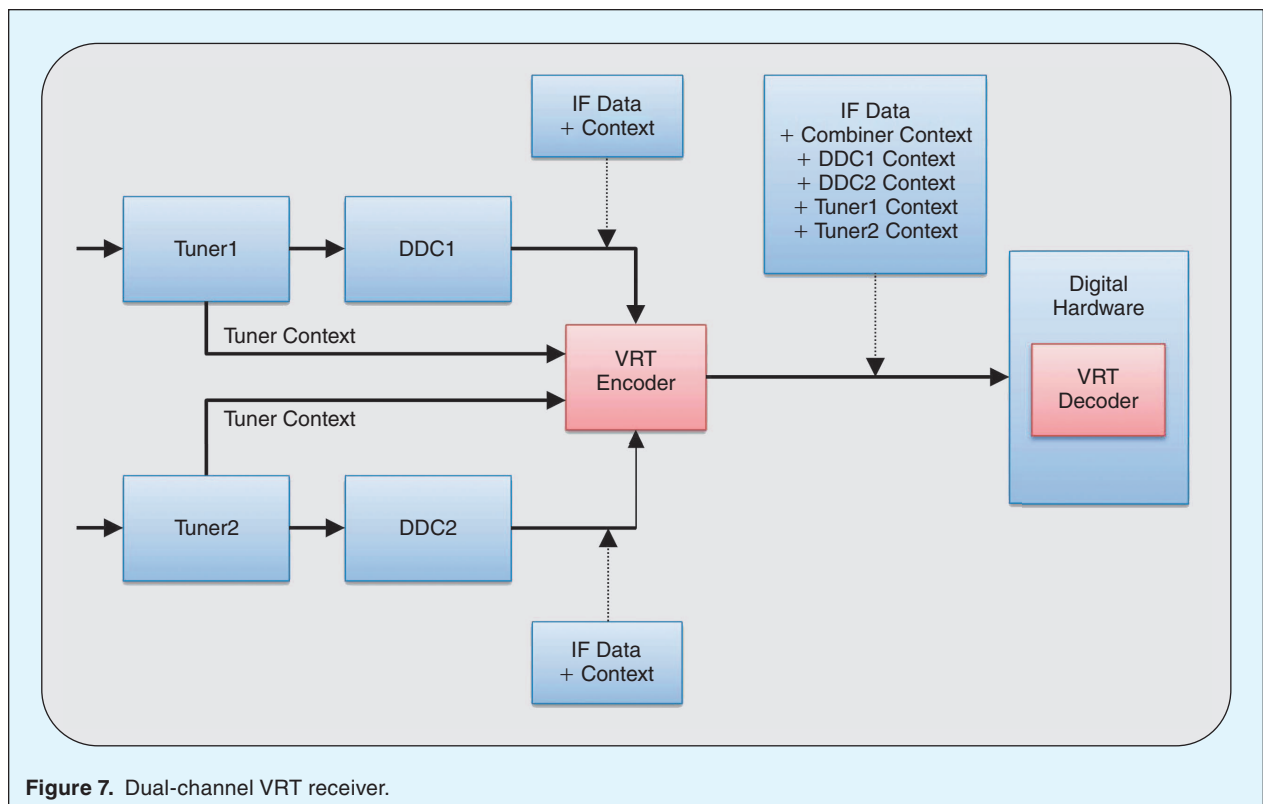 IF Data
+ Context
IF Data
+ Combiner Context
+ DDC1 Context
+ DDC2 Context
+ Tuner1 Context
+ Tuner2 Context
Tuner1
DDC1
Digital
Hardware
Tuner Context
VRT
Encoder
VRT
Decoder
Tuner Context
Tuner2
DDC2
IF Data
+ Context
Figure 7. Dual-channel VRT receiver.